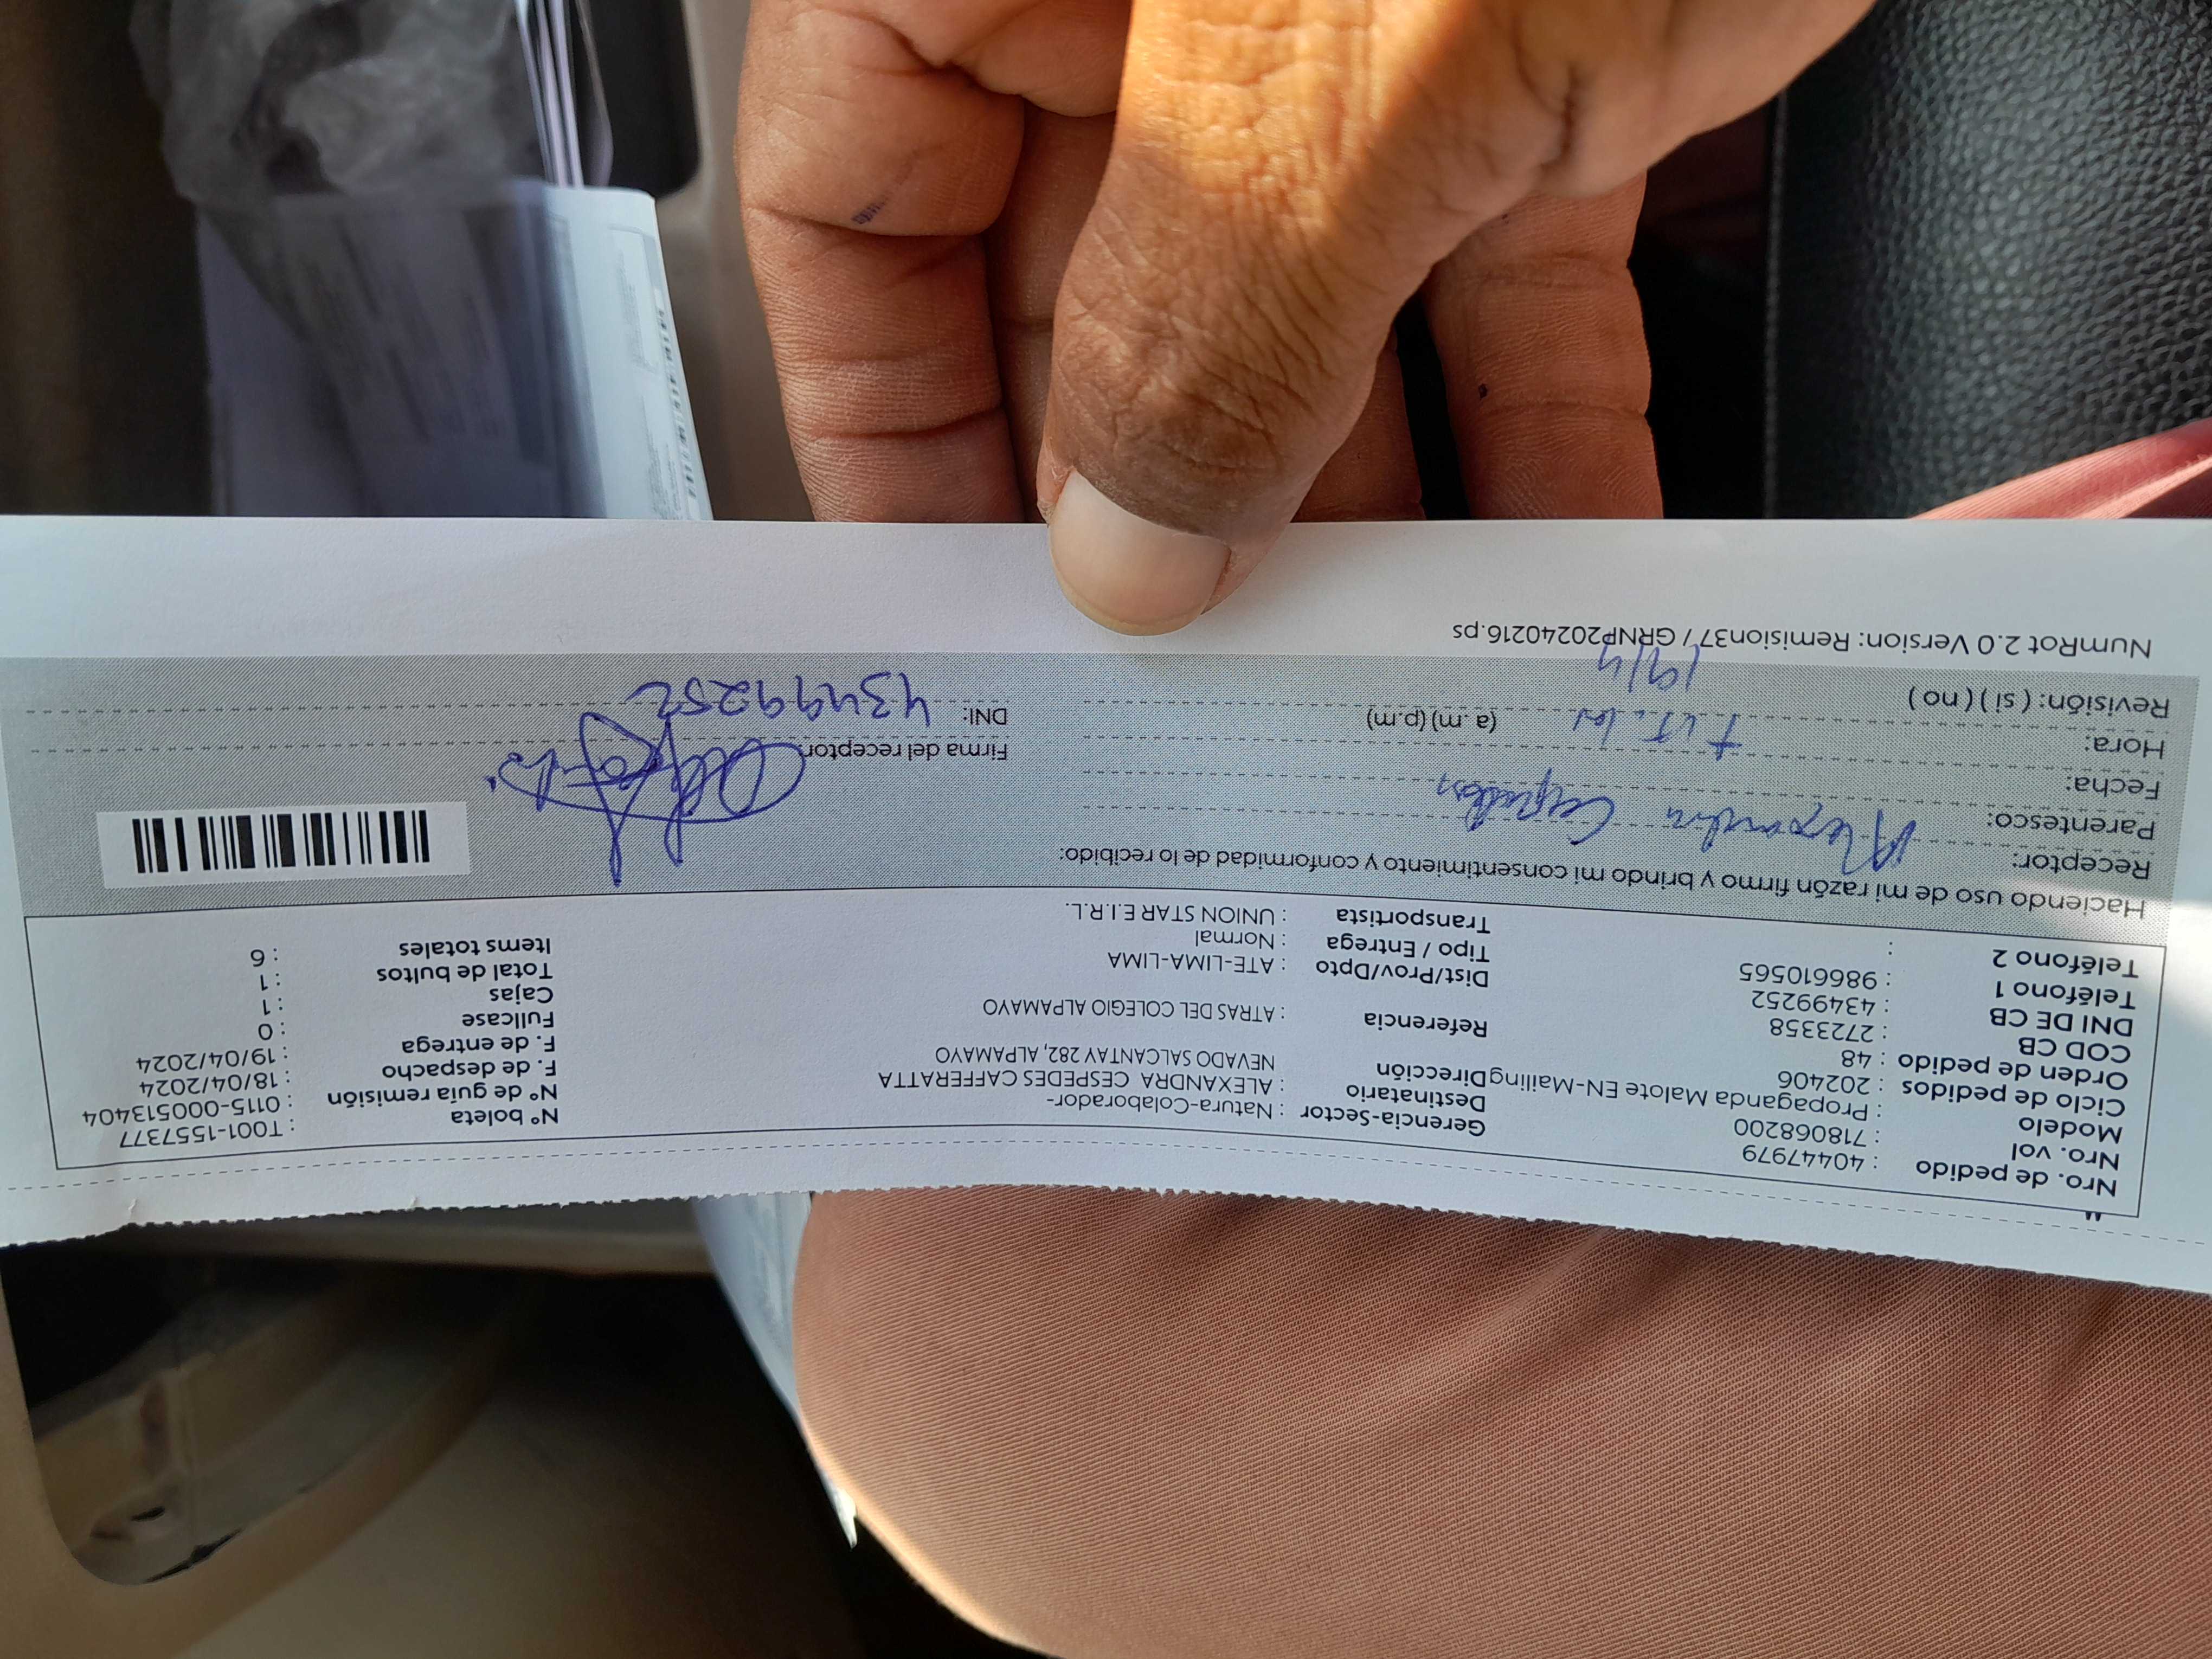 Nro. de pedido : 40447979
Nro. vol : 718068200
Modelo : Propaganda Malote EN-Mailing
Ciclo de pedidos : 202406
Orden de pedido : 48
COD CB : 2723358
DNI DE CB : 43499252
Teléfono 1 : 986610565
Teléfono 2 :
Gerencia-Sector : Natura-Colaborador-
Destinatario : ALEXANDRA CESPEDES CAFFERATTA
Dirección NEVADO SALCANTAY 282, ALPAMAYO
Referencia : ATRAS DEL COLEGIO ALPAMAYO
Dist/Prov/Dpto : ATE-LIMA-LIMA
Tipo / Entrega : Normal
Transportista : UNION STAR E.I.R.L.
N° boleta : T001-1557377
N° de guía remisión : 0115-000513404
F. de despacho : 18/04/2024
F. de entrega : 19/04/2024
Fullcase : 0
Cajas : 1
Total de bultos : 1
Items totales : 6
Haciendo uso de mi razón firmo y brindo mi consentimiento y conformidad de lo recibido:
Receptor: Alexandra Cespedes
Parentesco:
Fecha:
Hora: (a.m) (p.m)
Revisión: ( si ) ( no ) 19/4
Firma del receptor:
DNI: 43499252
NumRot 2.0 Version: Remision37 / GRNP20240216.ps